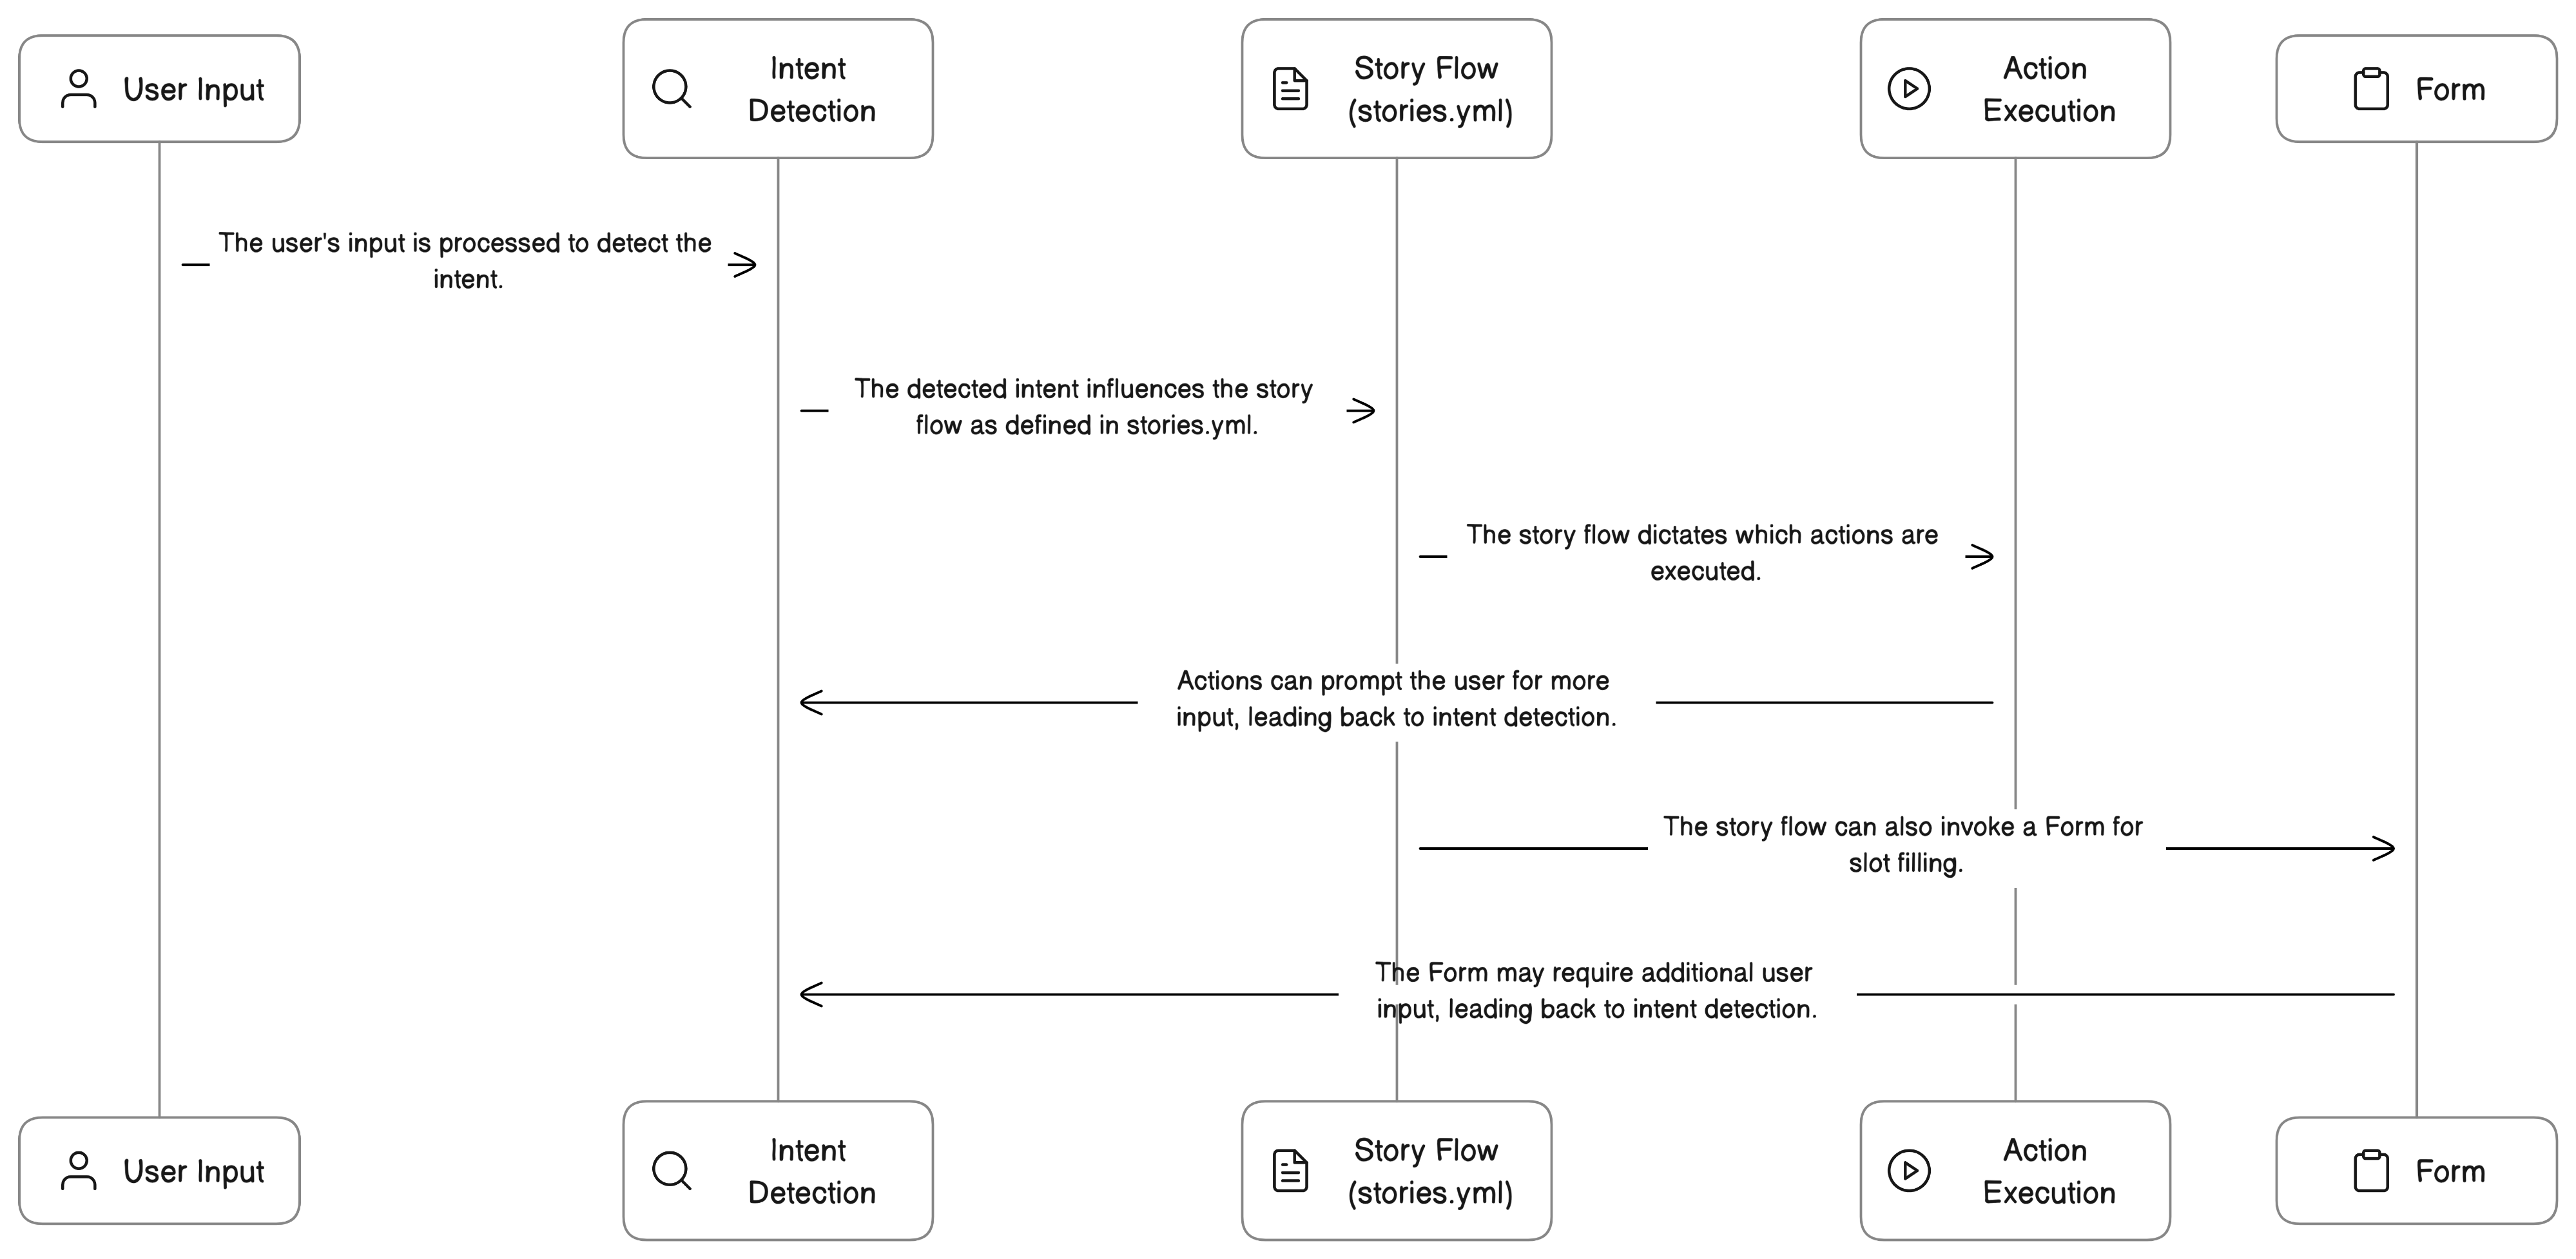 User Input
Intent
Detection
Story Flow
(stories.yml)
Action
Execution
Form
The user's input is processed to detect the
intent.
The detected intent influences the story
flow as defined in stories.yml.
The story flow dictates which actions are
executed.
Actions can prompt the user for more
input, leading back to intent detection.
The story flow can also invoke a Form for
slot filling.
The Form may require additional user
input, leading back to intent detection.
User Input
Intent
Detection
Story Flow
(stories.yml)
Action
Execution
Form